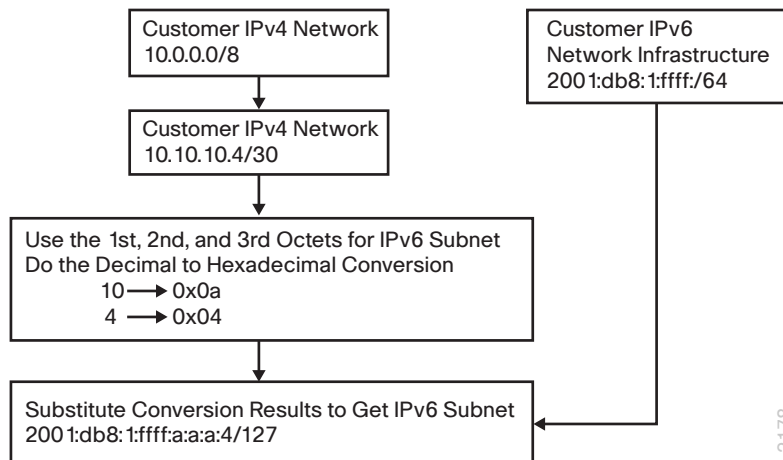 Customer IPv4 Network
10.0.0.0/8
Customer IPv6
Network Infrastructure
2001:db8:1:ffff:/64
Customer IPv4 Network
10.10.10.4/30
Use the 1st, 2nd, and 3rd Octets for IPv6 Subnet
Do the Decimal to Hexadecimal Conversion
10 → 0x0a
4 → 0x04
Substitute Conversion Results to Get IPv6 Subnet
2001:db8:1:ffff:a:a:a:4/127